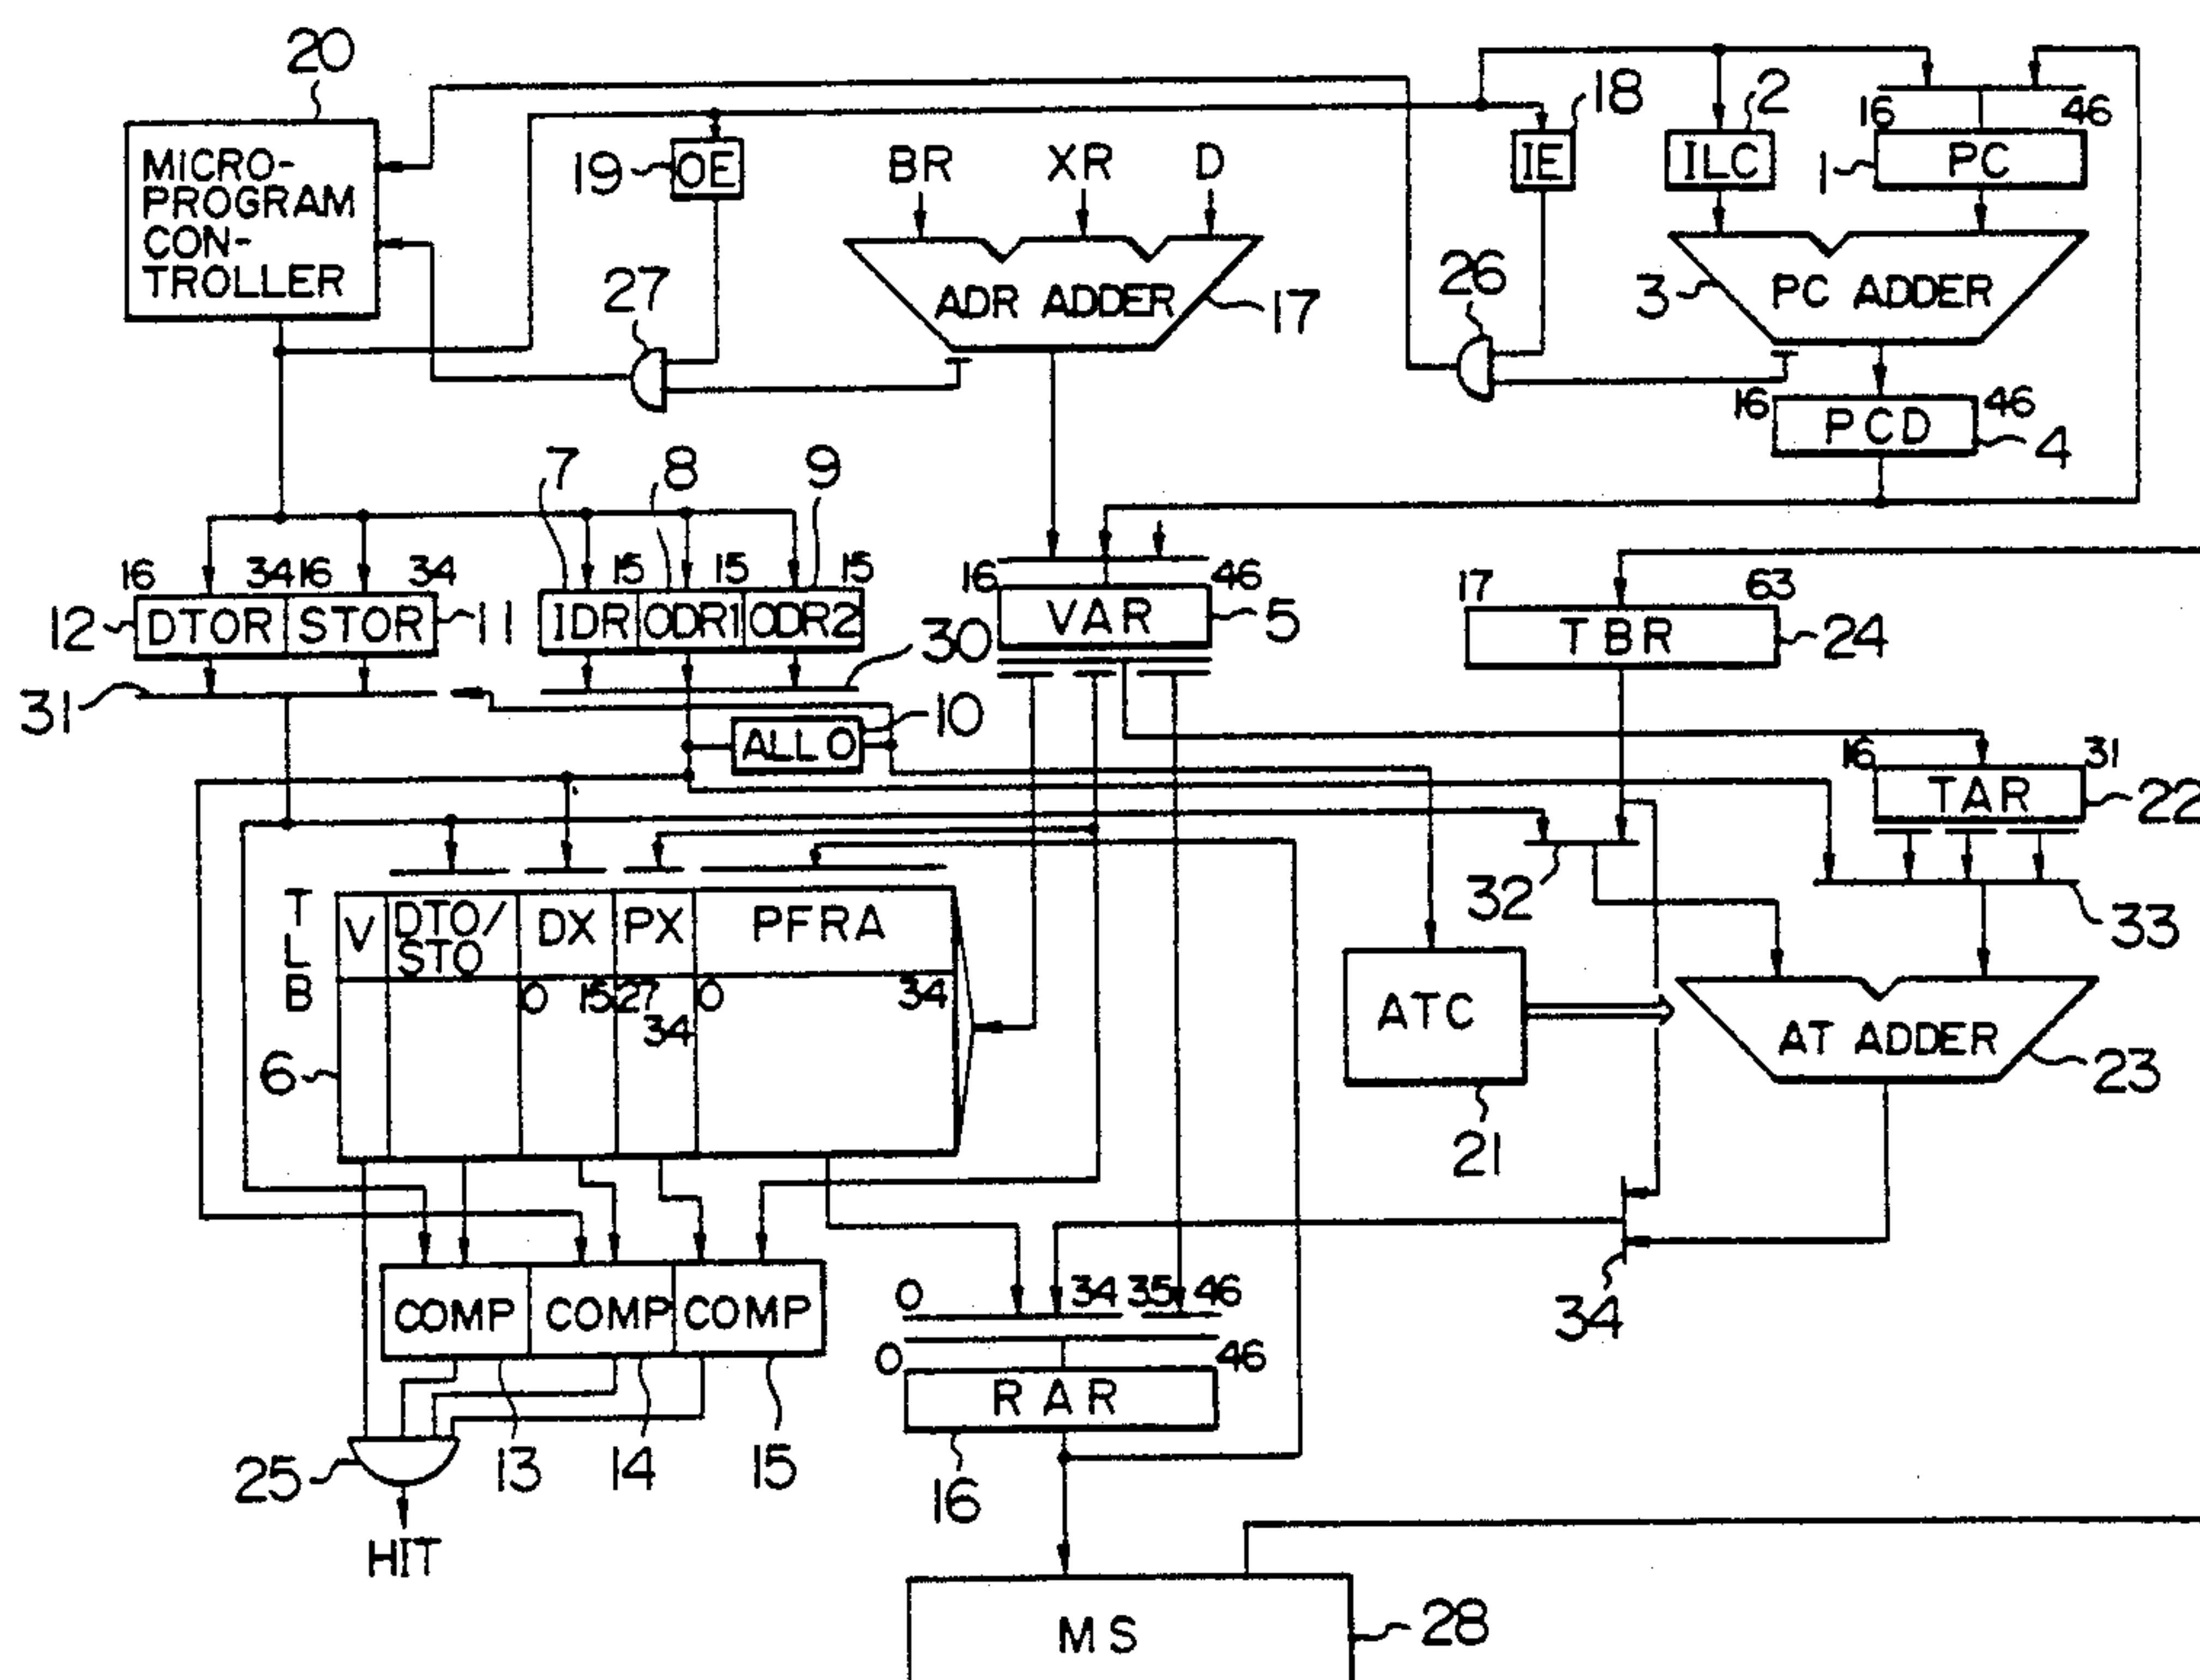 20
MICRO-
PROGRAM
CON-
TROLLER
19
OE
BR
XR
D
18
IE
2
ILC
16
46
1
PC
27
ADR ADDER
17
26
3
PC ADDER
16
46
PCD
4
7
8
9
16
34
16
34
15
15
15
12
DTOR
STOR
11
IDR
ODR1
ODR2
30
16
46
VAR
5
17
63
TBR
24
31
10
ALL 0
16
31
TAR
22
32
33
TLB
V
DTO/
STO
DX
PX
PFRA
0
15
27
34
0
34
6
ATC
21
AT ADDER
23
34
COMP
COMP
COMP
0
34
35
46
0
46
RAR
25
13
14
15
16
HIT
MS
28